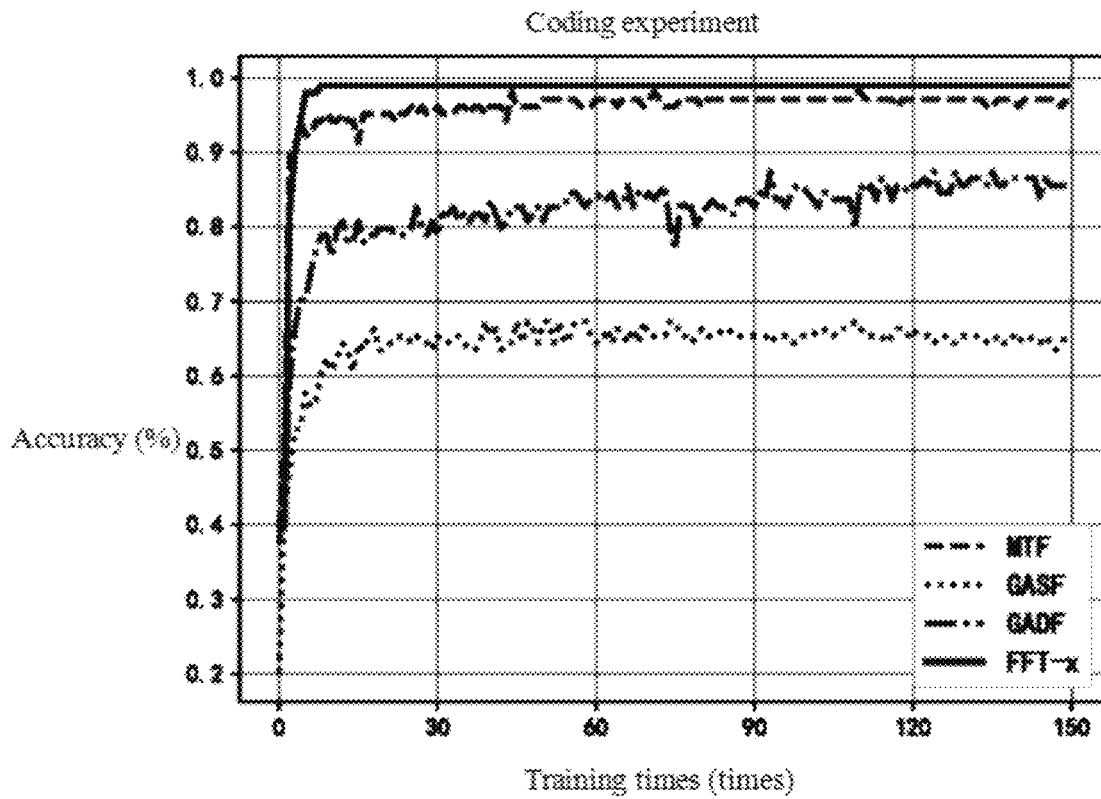 Coding experiment
1.0
0.9
0.8
0.7
0.6
Accuracy (%) 0.5
0.4
0.3
0.2
MTF
GASF
GADF
FFT-x
0 30 60 90 120 150
Training times (times)